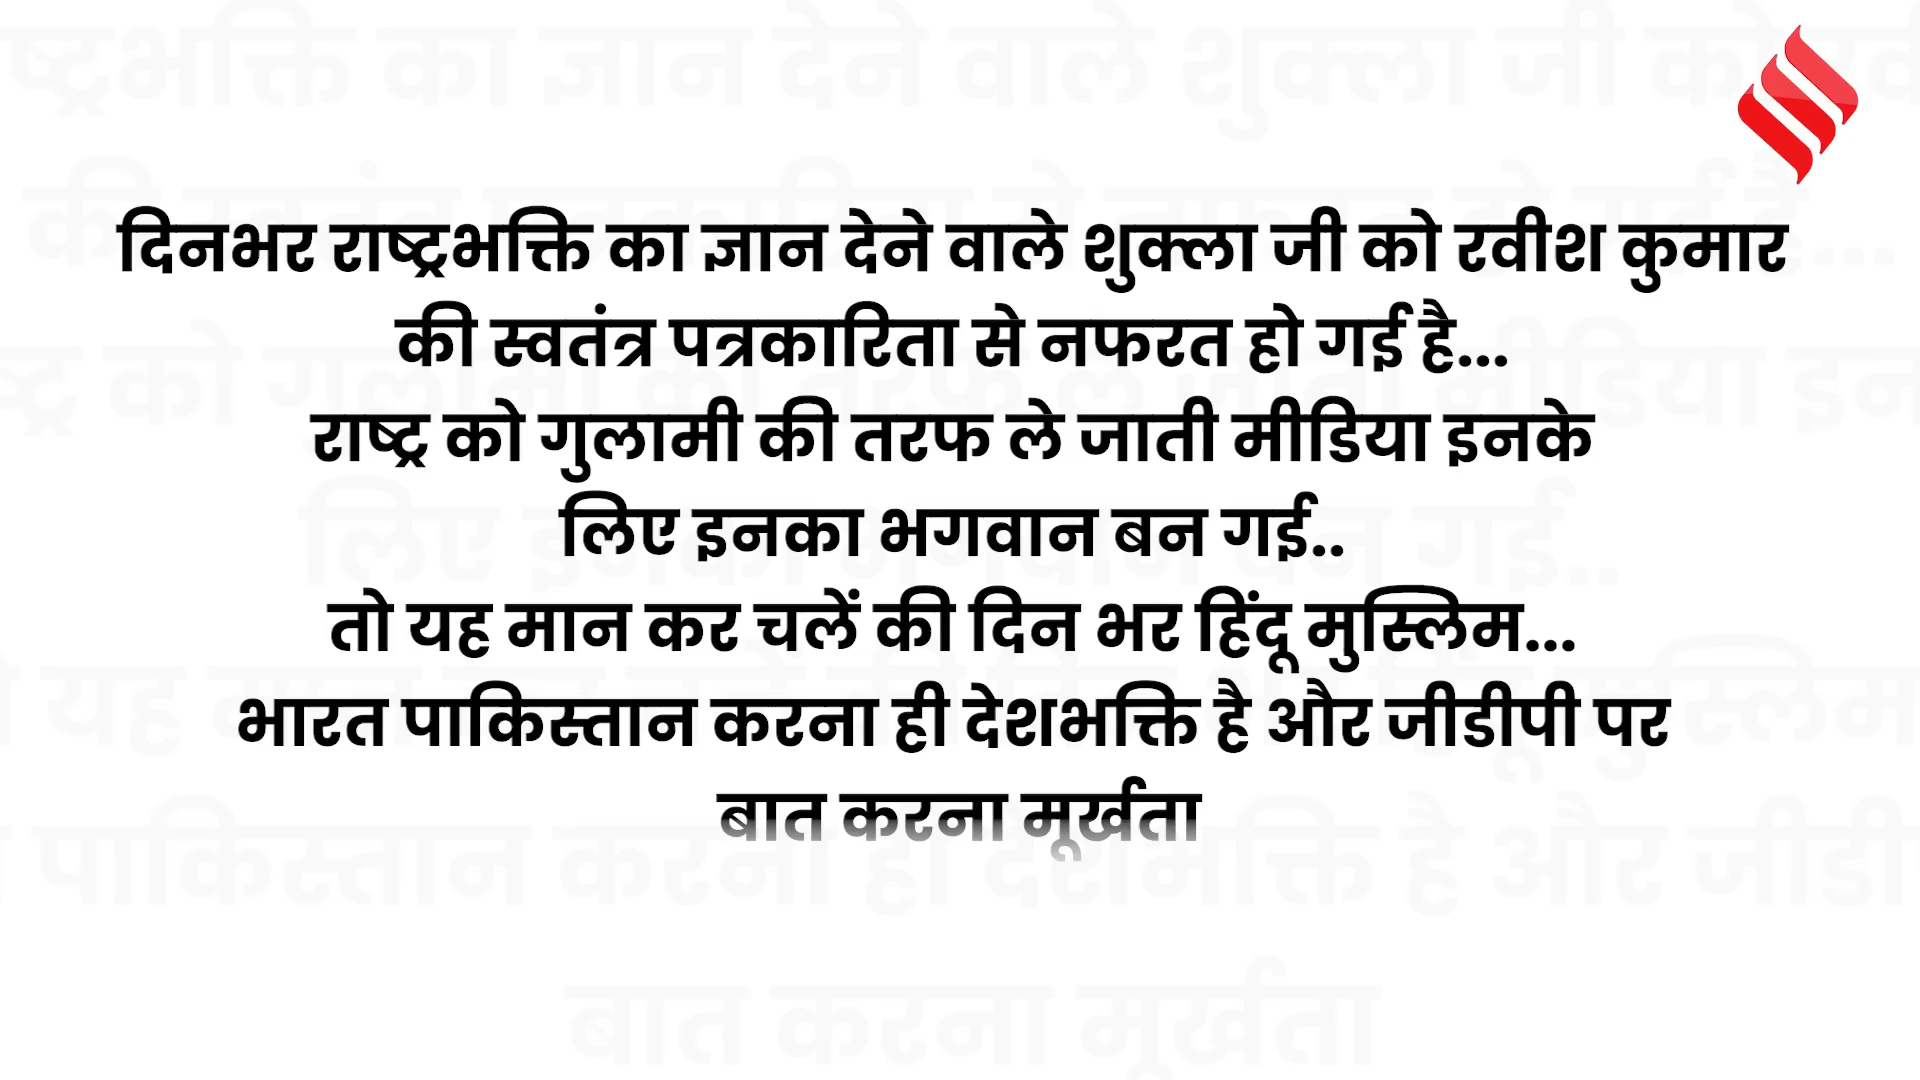 दिनभर राष्ट्रभक्ति का ज्ञान देने वाले शुक्ला जी को रवीश कुमार
की स्वतंत्र पत्रकारिता से नफरत हो गई है...
राष्ट्र को गुलामी की तरफ ले जाती मीडिया इनके
लिए इनका भगवान बन गई..
तो यह मान कर चलें की दिन भर हिंदू मुस्लिम...
भारत पाकिस्तान करना ही देशभक्ति है और जीडीपी पर
बात करना मूर्खता